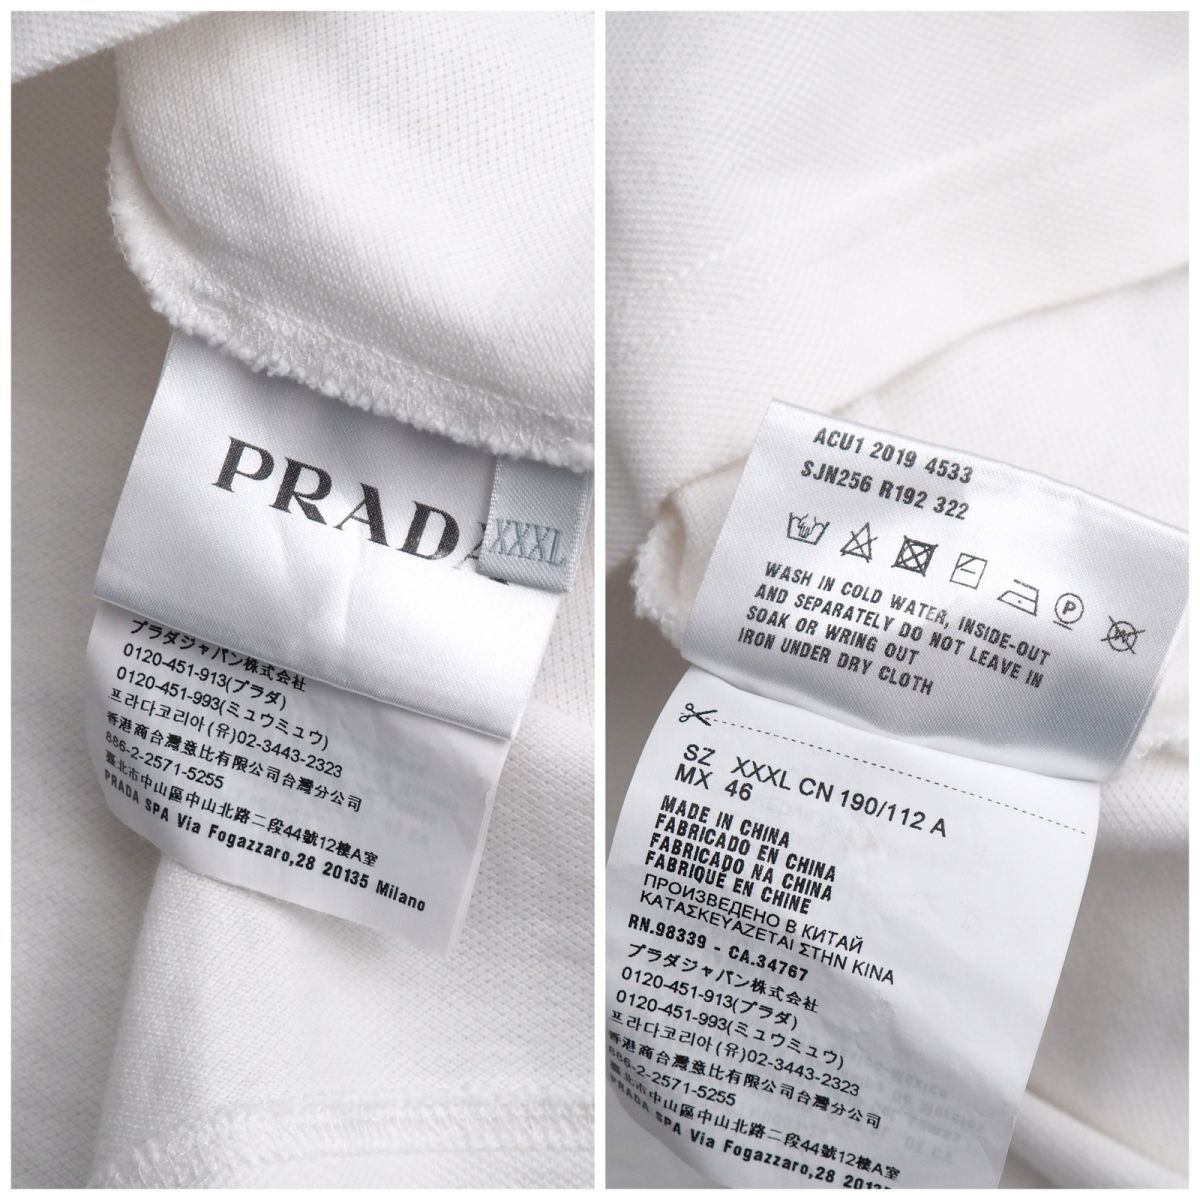 PRADA
XXXL
プラダジャパン株式会社
0120-451-913(プラダ)
0120-451-993(ミュウミュウ)
프라다코리아(유)02-3443-2323
香港商台灣意比有限公司台灣分公司
886-2-2571-5255
臺北市中山區中山北路二段44號12樓A室
PRADA SPA Via Fogazzaro,28 20135 Milano
ACU1 2019 4533
SJN256 R192 322
P
W
WASH IN COLD WATER, INSIDE-OUT
AND SEPARATELY DO NOT LEAVE IN
SOAK OR WRING OUT
IRON UNDER DRY CLOTH
SZ XXXL CN 190/112 A
MX 46
MADE IN CHINA
FABRICADO EN CHINA
FABRICADO NA CHINA
FABRIQUÉ EN CHINE
ПРОИЗВЕДЕНО В КИТАЙ
ΚΑΤΑΣΚΕΥΑΖΕΤΑΙ ΣΤΗΝ ΚΙΝΑ
RN.98339 - CA.34767
プラダジャパン株式会社
0120-451-913(プラダ)
0120-451-993(ミュウミュウ)
프라다코리아(유)02-3443-2323
香港商台灣意比有限公司台灣分公司
886-2-2571-5255
臺北市中山區中山北路二段44號12樓A室
PRADA SPA Via Fogazzaro,28 20135